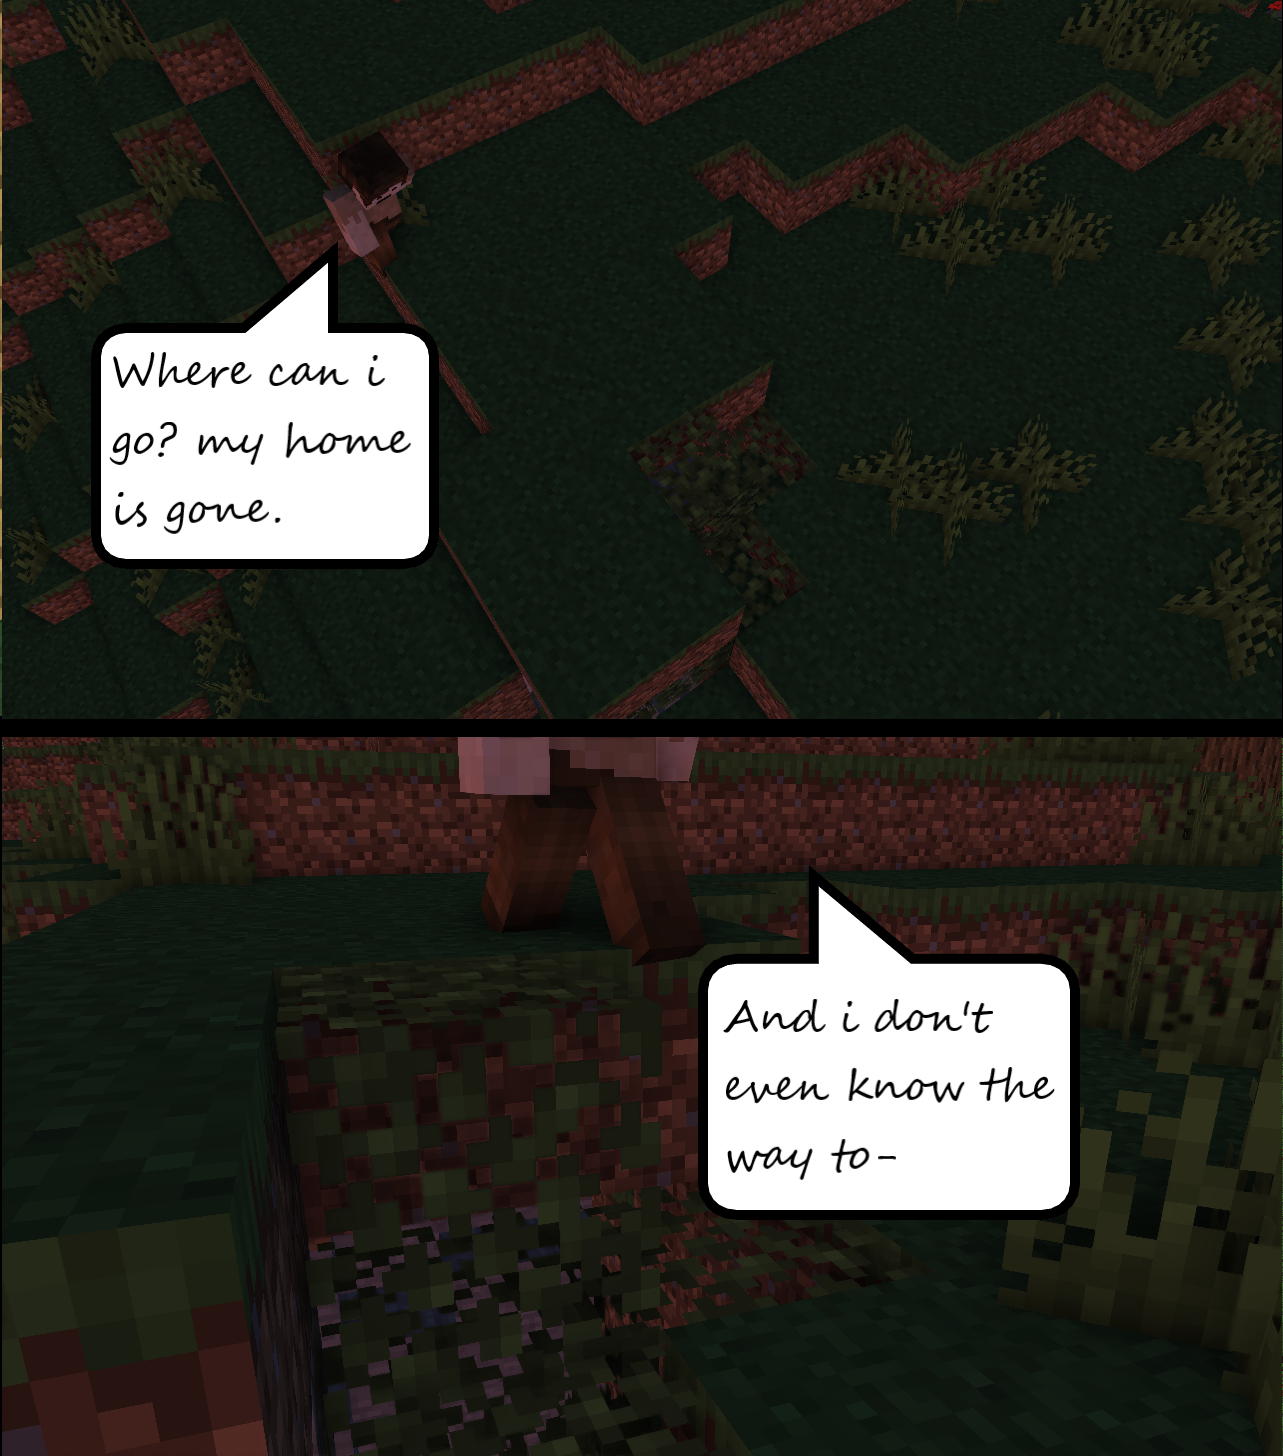 Where can i
go? my home
is gone.
And i don't
even know the
way to-